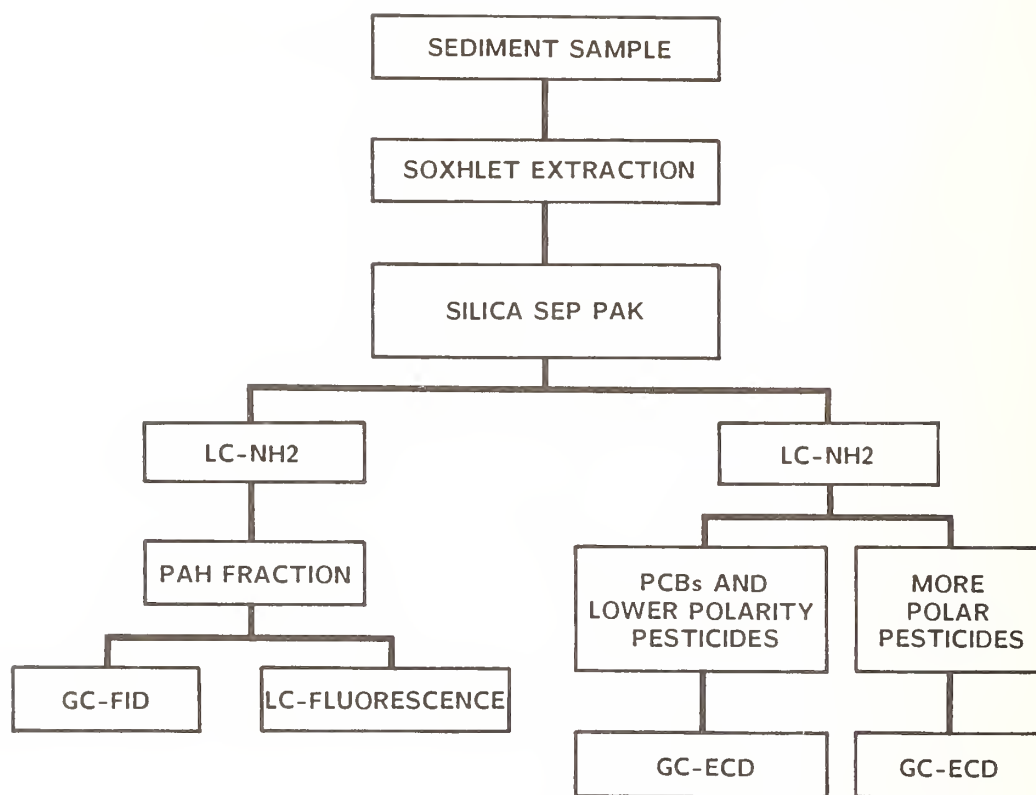 SEDIMENT SAMPLE
SOXHLET EXTRACTION
SILICA SEP PAK
LC-NH2
LC-NH2
PAH FRACTION
PCBs AND
LOWER POLARITY
PESTICIDES
MORE
POLAR
PESTICIDES
GC-FID
LC-FLUORESCENCE
GC-ECD
GC-ECD